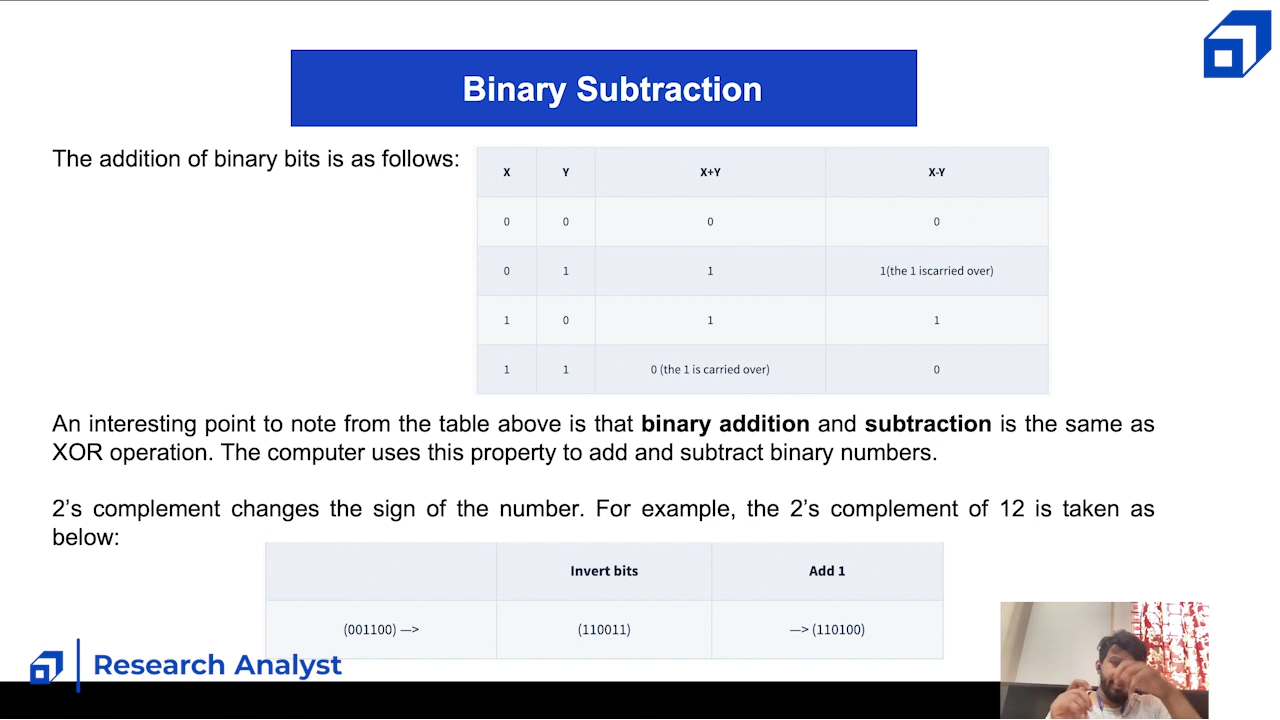 Binary Subtraction
The addition of binary bits is as follows:
X Y X+Y X-Y
0 0 0 0
0 1 1 1(the 1 iscarried over)
1 0 1 1
1 1 0 (the 1 is carried over) 0
An interesting point to note from the table above is that binary addition and subtraction is the same as
XOR operation. The computer uses this property to add and subtract binary numbers.
2’s complement changes the sign of the number. For example, the 2’s complement of 12 is taken as
below:
Invert bits Add 1
(001100) —> (110011) —> (110100)
Research Analyst